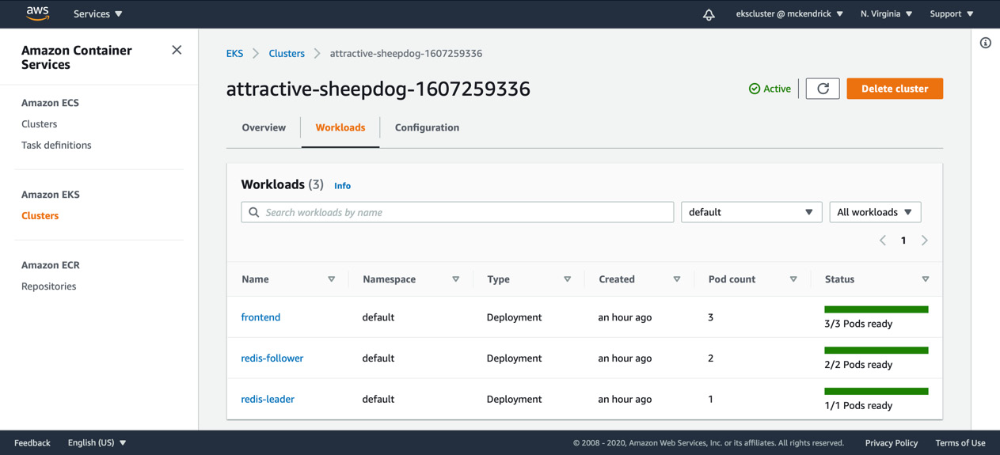 aws Services ekscluster @ mckendrick N. Virginia Support
Amazon Container Services
Amazon ECS
Clusters
Task definitions
Amazon EKS
Clusters
Amazon ECR
Repositories
EKS Clusters attractive-sheepdog-1607259336
attractive-sheepdog-1607259336
Active Delete cluster
Overview Workloads Configuration
Workloads (3) Info
Search workloads by name default All workloads
1
Name Namespace Type Created Pod count Status
frontend default Deployment an hour ago 3 3/3 Pods ready
redis-follower default Deployment an hour ago 2 2/2 Pods ready
redis-leader default Deployment an hour ago 1 1/1 Pods ready
Feedback English (US) © 2008 - 2020, Amazon Web Services, Inc. or its affiliates. All rights reserved. Privacy Policy Terms of Use